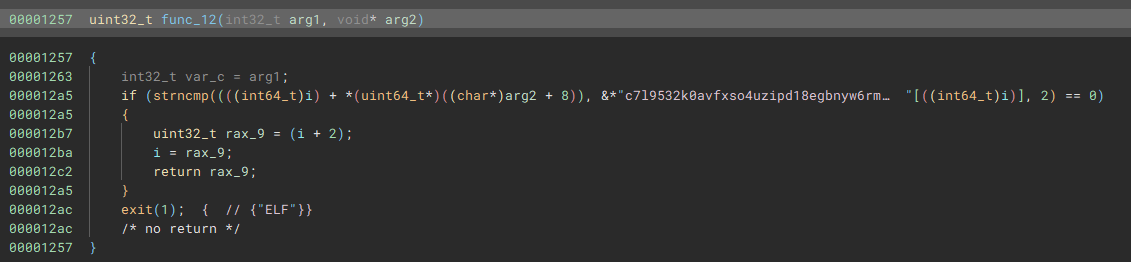 00001257 uint32_t func_12(int32_t arg1, void* arg2)
00001257 {
00001263 int32_t var_c = arg1;
000012a5 if (strncmp((((int64_t)i) + *(uint64_t*)((char*)arg2 + 8)), &*"c7l9532k0avfxso4uzipd18egbnyw6rm… "[((int64_t)i)], 2) == 0)
000012a5 {
000012b7 uint32_t rax_9 = (i + 2);
000012ba i = rax_9;
000012c2 return rax_9;
000012a5 }
000012ac exit(1); { // {"ELF"}}
000012ac /* no return */
00001257 }